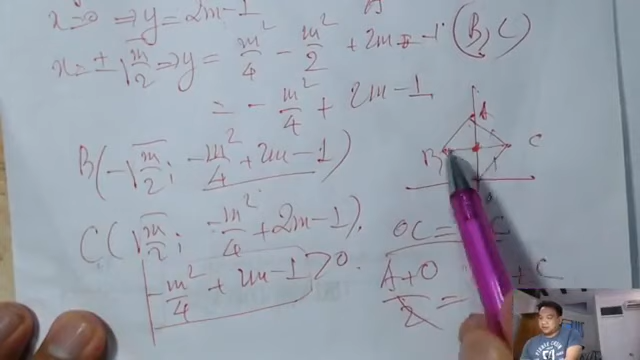 x=0 ⇒ y = 2m-1
x = ±√(m/2) ⇒ y = m²/4 - m²/2 + 2m - 1 (B, C)
= - m²/4 + 2m - 1
B(-√(m/2); -m²/4 + 2m - 1)
C(√(m/2); -m²/4 + 2m - 1).
-m²/4 + 2m - 1 > 0.
A
B
C
OC = C
A+O/2 = + C